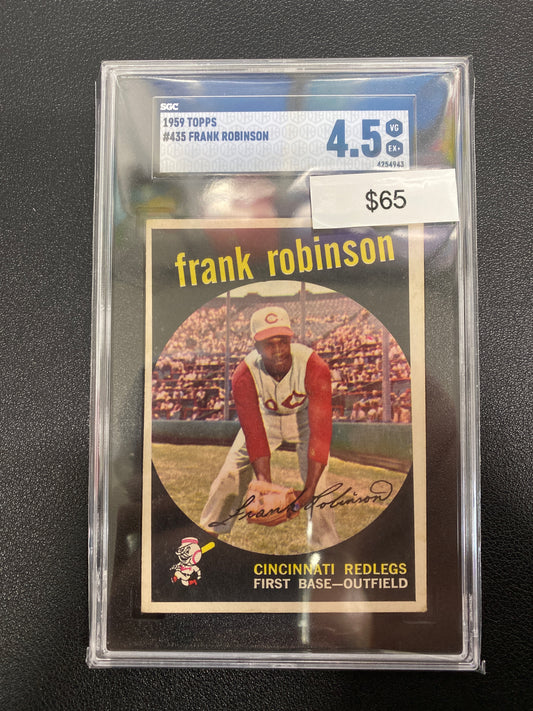 SGC
1959 TOPPS
#435 FRANK ROBINSON
4.5
VG
EX+
4254943
$65
frank robinson
C
C
Frank Robinson
CINCINNATI REDLEGS
FIRST BASE—OUTFIELD